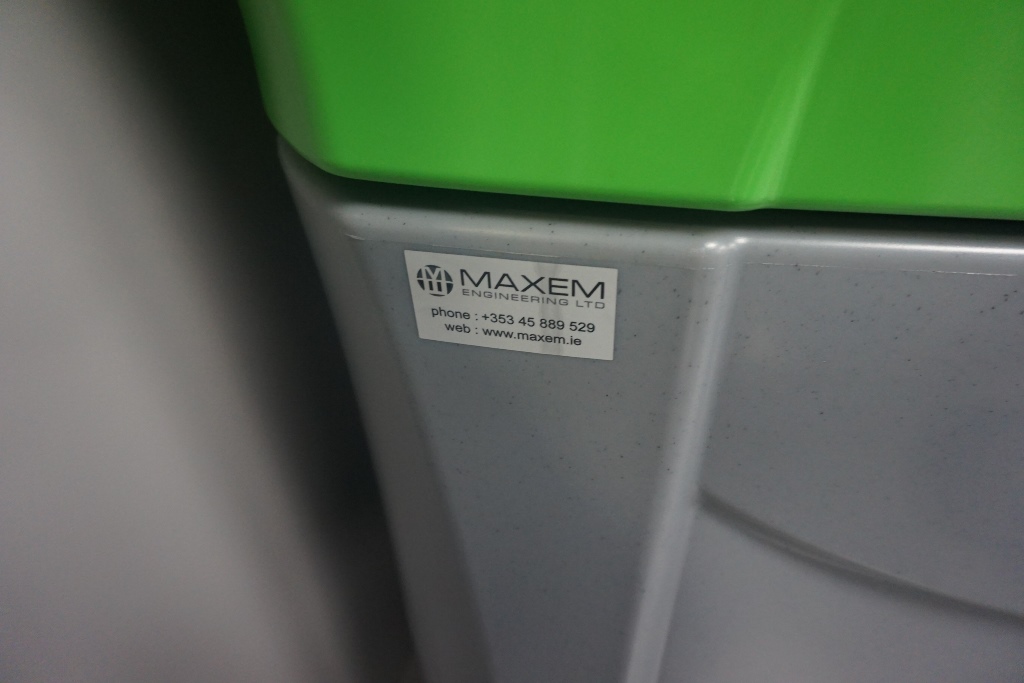 MAXEM
ENGINEERING LTD
phone : +353 45 889 529
web : www.maxem.ie